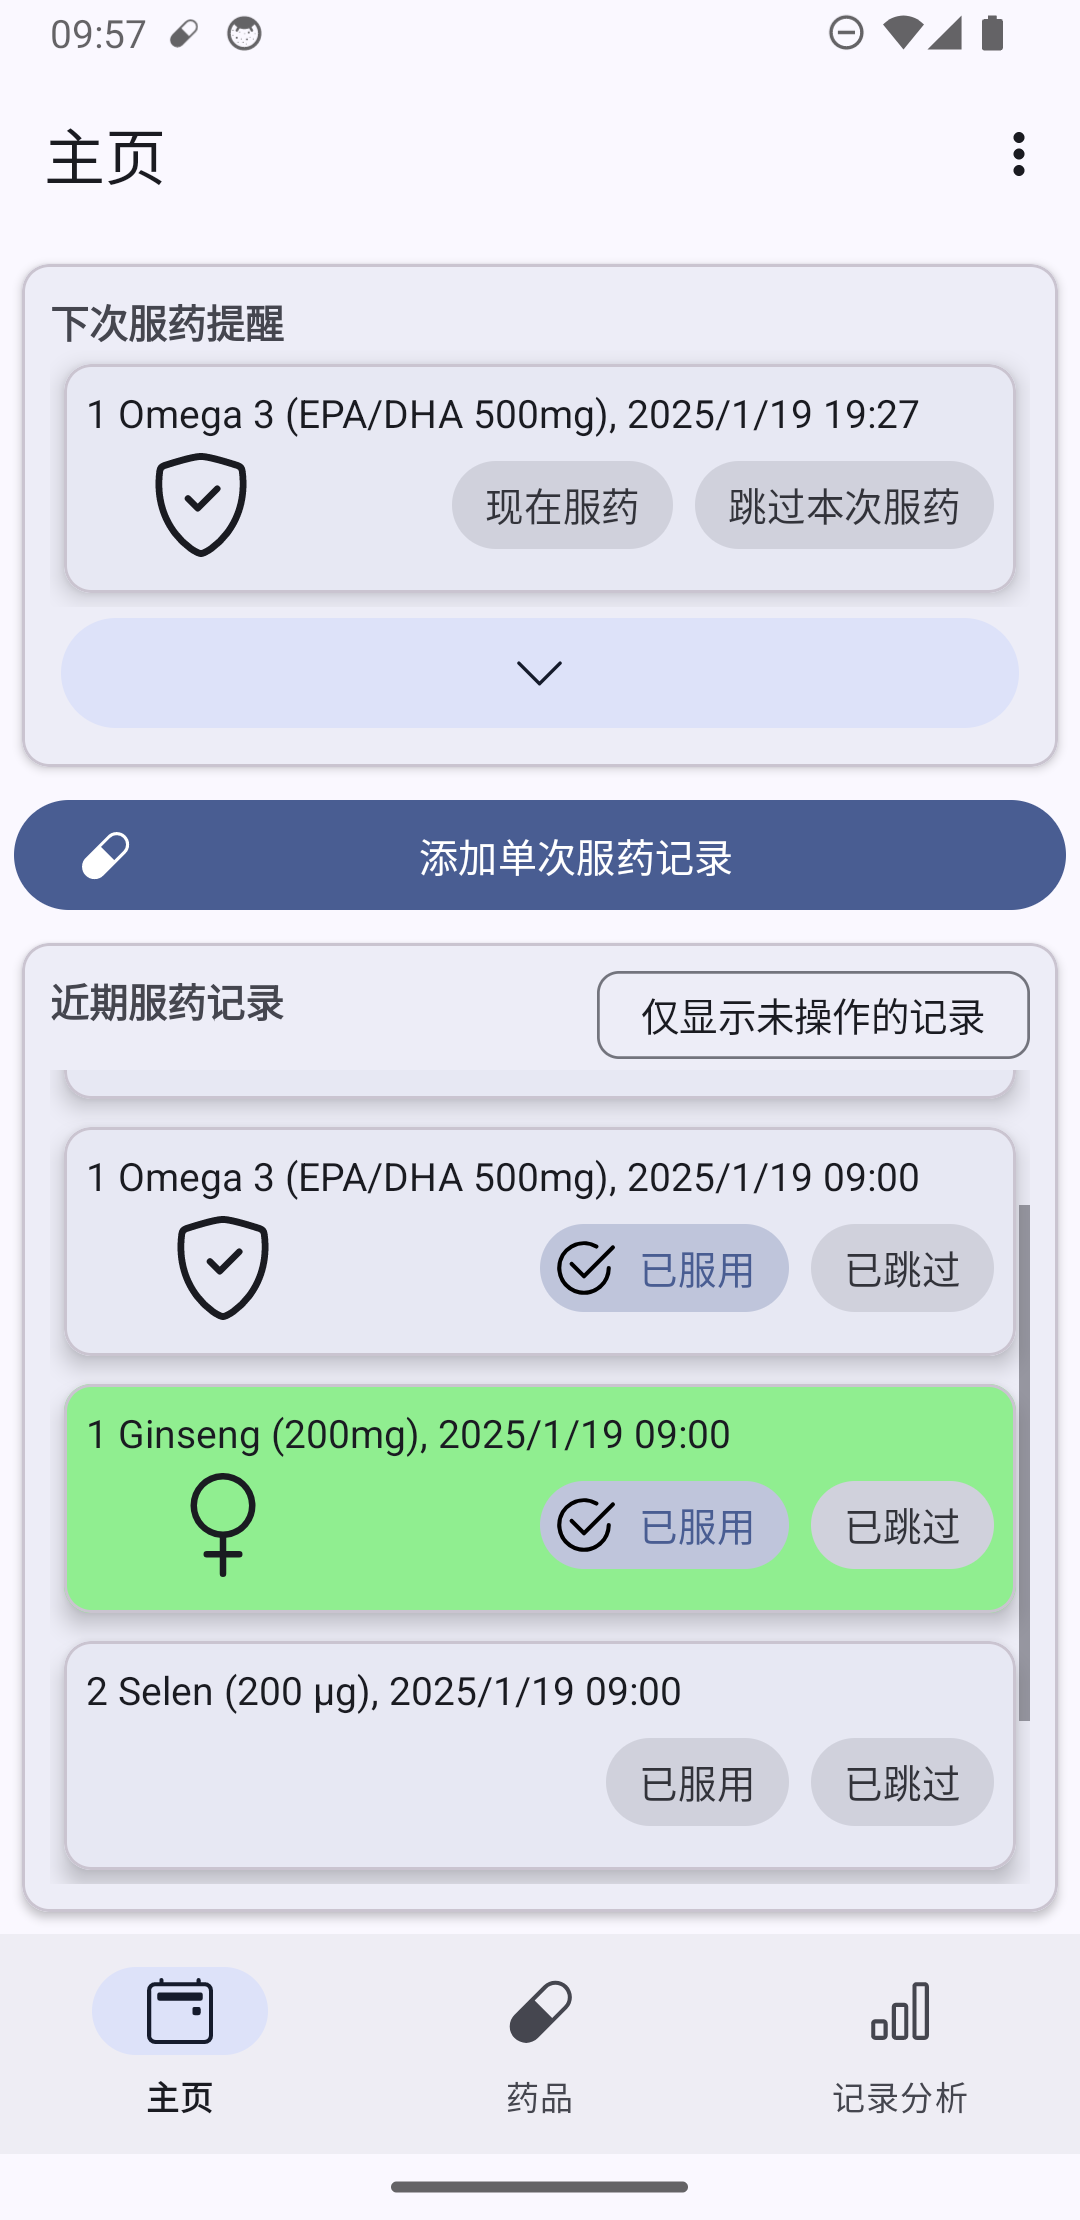 09:57
主页
下次服药提醒
1 Omega 3 (EPA/DHA 500mg), 2025/1/19 19:27
现在服药
跳过本次服药
添加单次服药记录
近期服药记录
仅显示未操作的记录
1 Omega 3 (EPA/DHA 500mg), 2025/1/19 09:00
已服用
已跳过
1 Ginseng (200mg), 2025/1/19 09:00
已服用
已跳过
2 Selen (200 µg), 2025/1/19 09:00
已服用
已跳过
主页
药品
记录分析